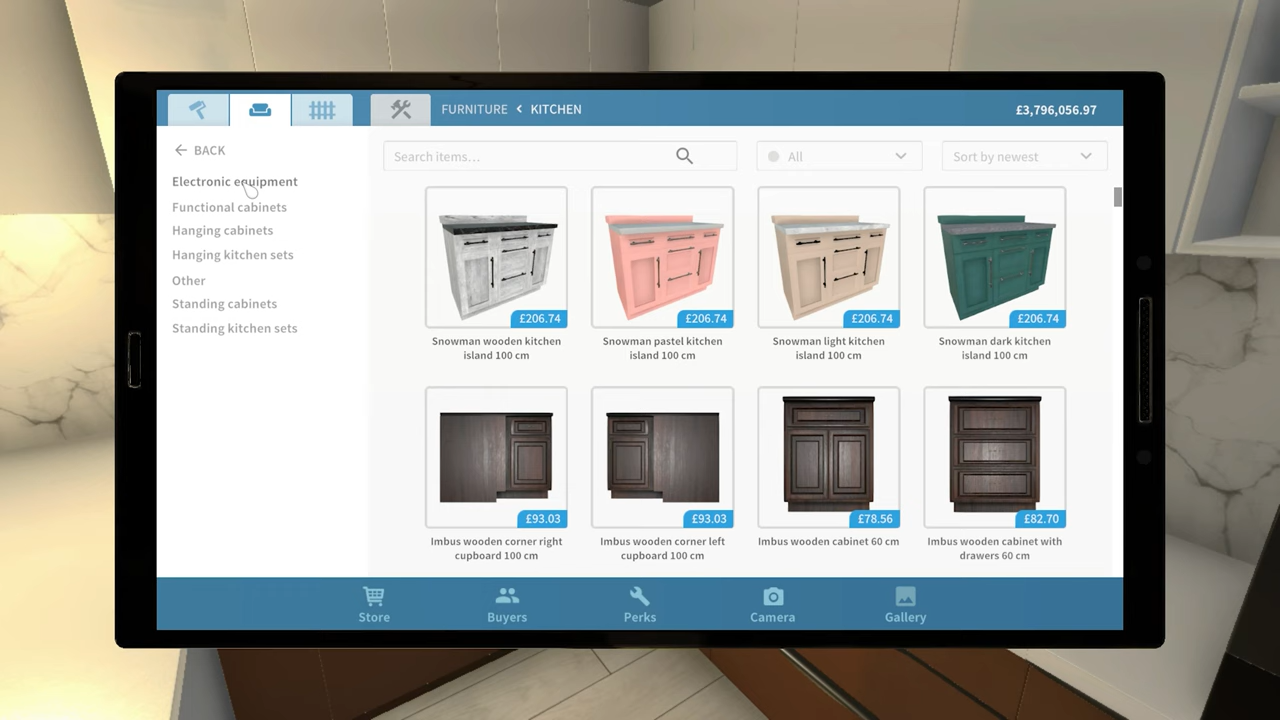 FURNITURE < KITCHEN
£3,796,056.97
BACK
Electronic equipment
Functional cabinets
Hanging cabinets
Hanging kitchen sets
Other
Standing cabinets
Standing kitchen sets
Search items...
All
Sort by newest
£206.74
£206.74
£206.74
£206.74
Snowman wooden kitchen
island 100 cm
Snowman pastel kitchen
island 100 cm
Snowman light kitchen
island 100 cm
Snowman dark kitchen
island 100 cm
£93.03
£93.03
£78.56
£82.70
Imbus wooden corner right
cupboard 100 cm
Imbus wooden corner left
cupboard 100 cm
Imbus wooden cabinet 60 cm
Imbus wooden cabinet with
drawers 60 cm
Store
Buyers
Perks
Camera
Gallery